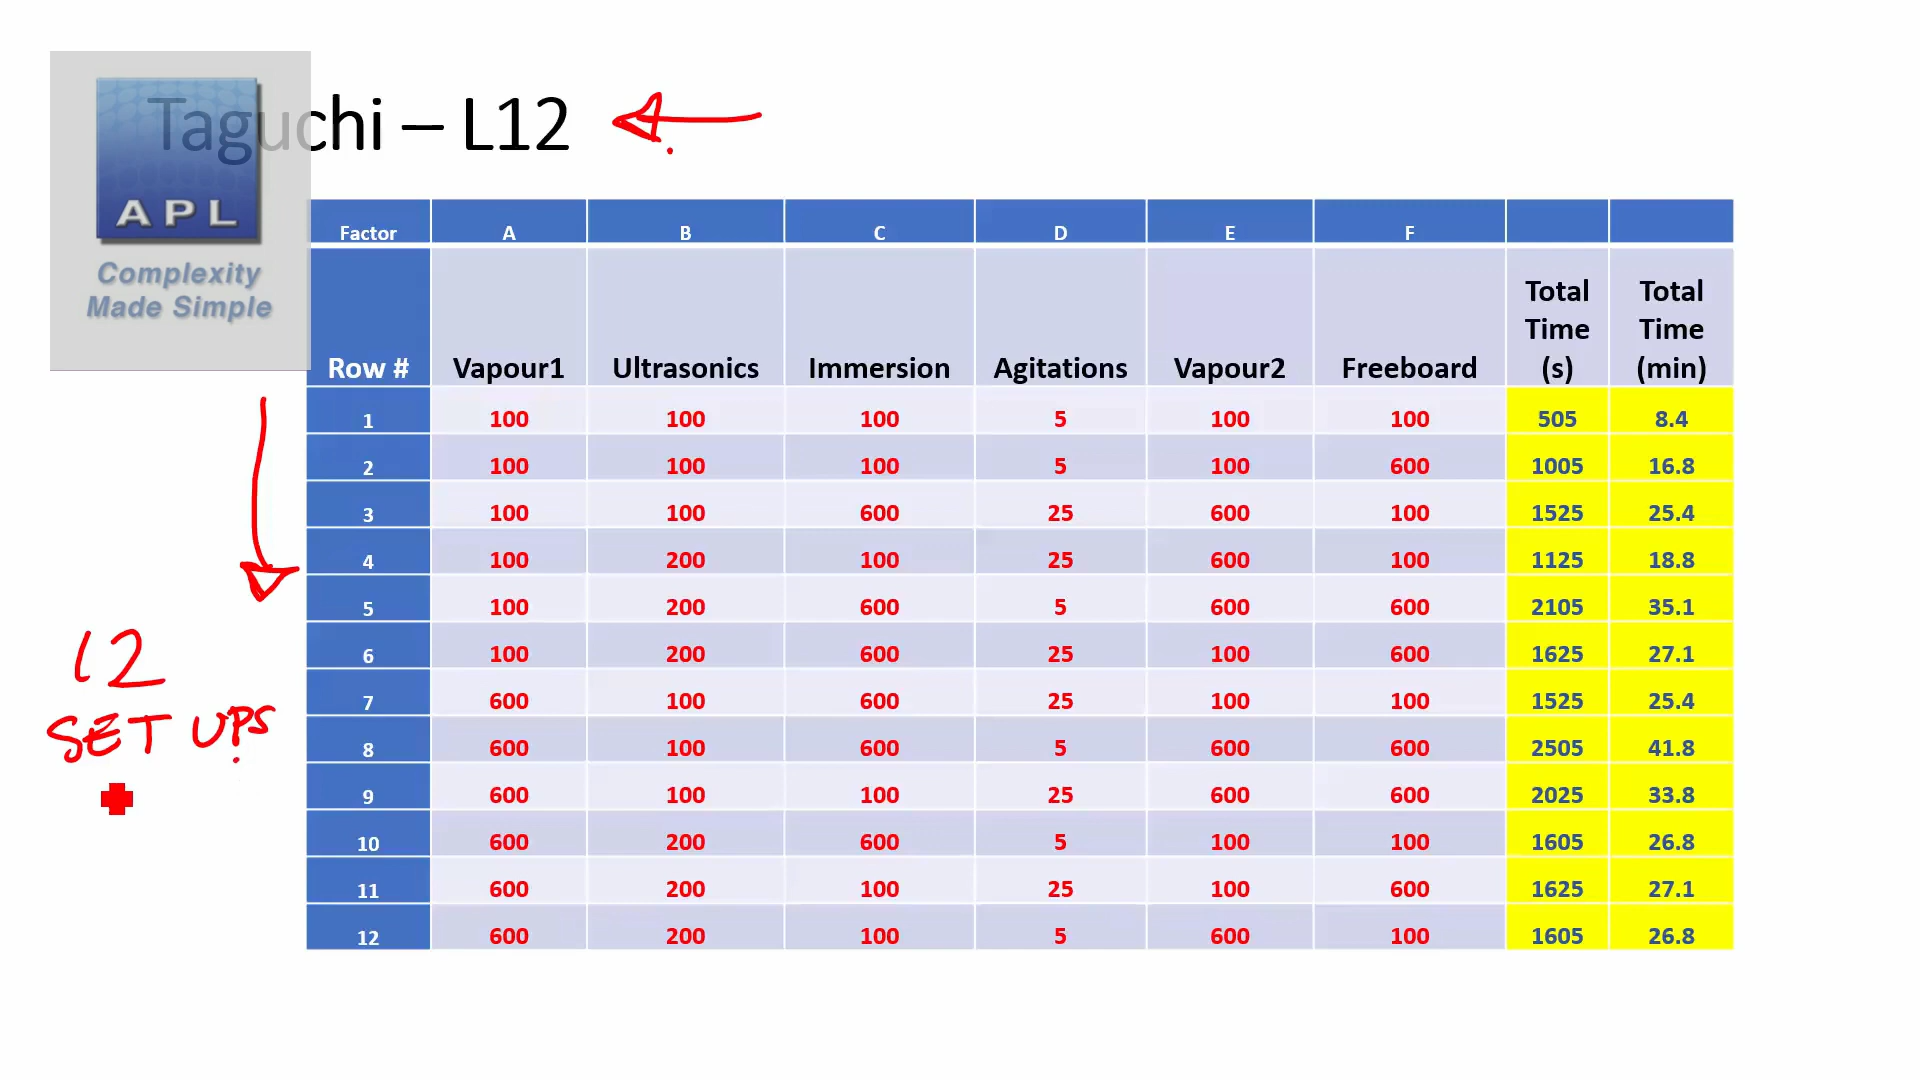 Taguchi – L12
APL
Complexity
Made Simple
Factor A B C D E F
Row # Vapour1 Ultrasonics Immersion Agitations Vapour2 Freeboard Total Time (s) Total Time (min)
1 100 100 100 5 100 100 505 8.4
2 100 100 100 5 100 600 1005 16.8
3 100 100 600 25 600 100 1525 25.4
4 100 200 100 25 600 100 1125 18.8
5 100 200 600 5 600 600 2105 35.1
6 100 200 600 25 100 600 1625 27.1
7 600 100 600 25 100 100 1525 25.4
8 600 100 600 5 600 600 2505 41.8
9 600 100 100 25 600 600 2025 33.8
10 600 200 600 5 100 100 1605 26.8
11 600 200 100 25 100 600 1625 27.1
12 600 200 100 5 600 100 1605 26.8
12
SET UPS